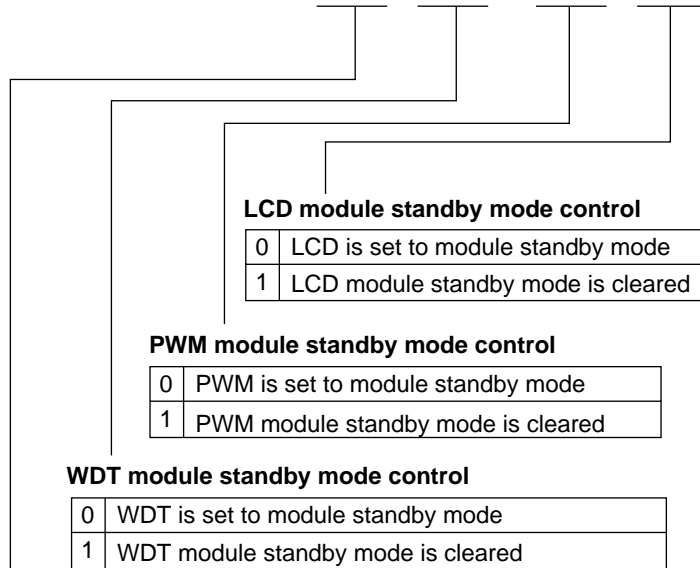 LCD module standby mode control
0 LCD is set to module standby mode
1 LCD module standby mode is cleared
PWM module standby mode control
0 PWM is set to module standby mode
1 PWM module standby mode is cleared
WDT module standby mode control
0 WDT is set to module standby mode
1 WDT module standby mode is cleared